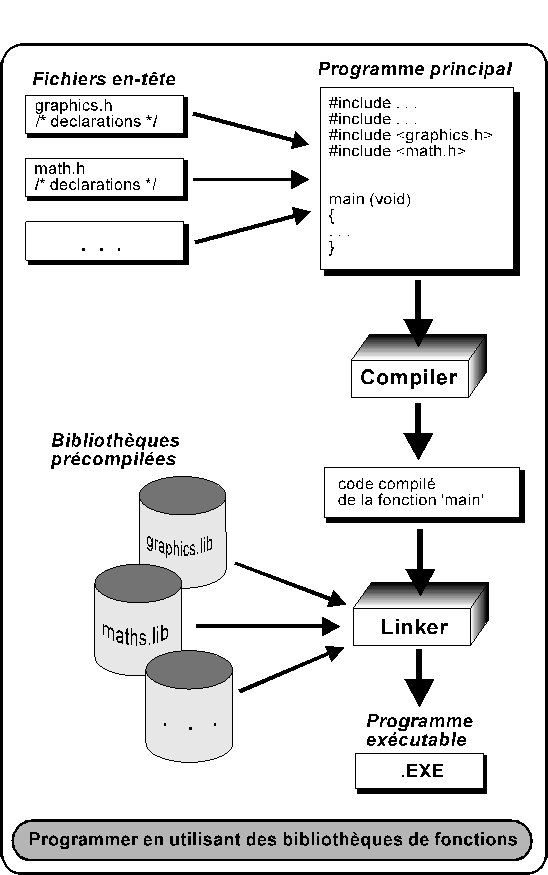 Fichiers en-tête
graphics.h
/* declarations */
math.h
/* declarations */
. . .
Programme principal
#include . . .
#include . . .
#include <graphics.h>
#include <math.h>
main (void)
{
. . .
}
Compiler
code compilé
de la fonction 'main'
Bibliothèques
précompilées
graphics.lib
maths.lib
. . .
Linker
Programme
exécutable
.EXE
Programmer en utilisant des bibliothèques de fonctions